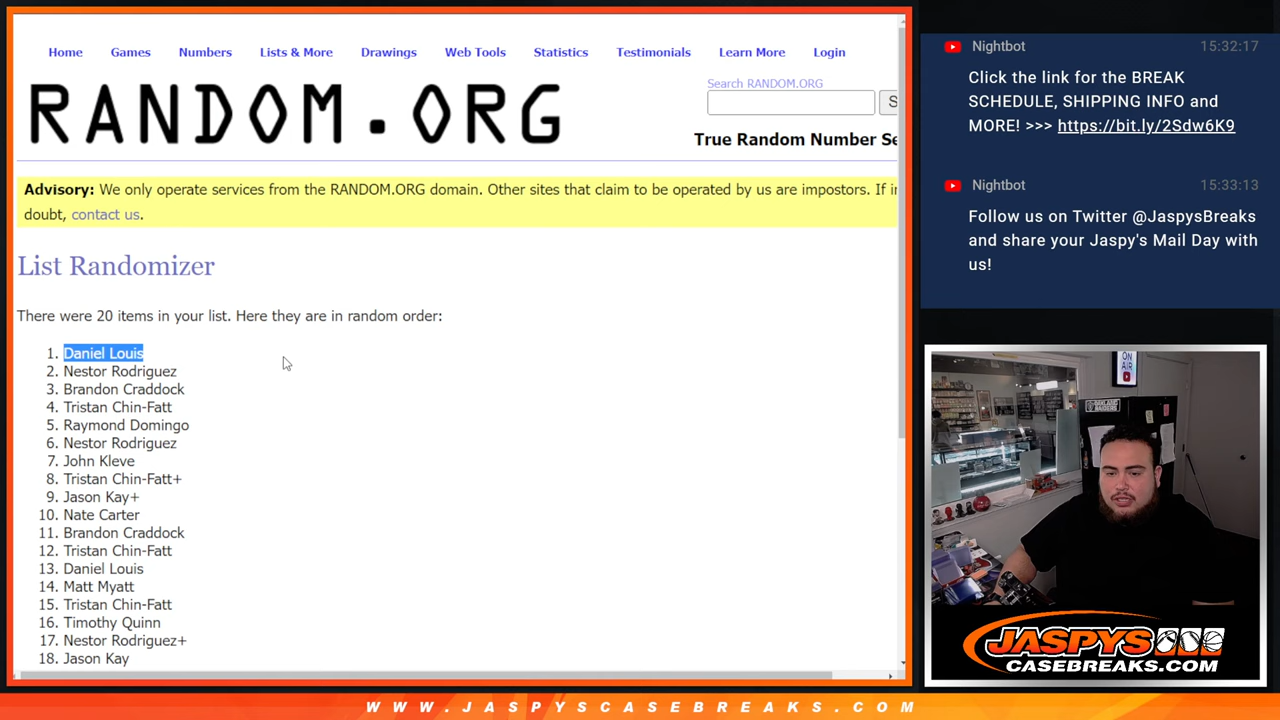 Home Games Numbers Lists & More Drawings Web Tools Statistics Testimonials Learn More Login
RANDOM.ORG
Search RANDOM.ORG
S
True Random Number Se
Advisory: We only operate services from the RANDOM.ORG domain. Other sites that claim to be operated by us are impostors. If in
doubt, contact us.
List Randomizer
There were 20 items in your list. Here they are in random order:
1. Daniel Louis
2. Nestor Rodriguez
3. Brandon Craddock
4. Tristan Chin-Fatt
5. Raymond Domingo
6. Nestor Rodriguez
7. John Kleve
8. Tristan Chin-Fatt+
9. Jason Kay+
10. Nate Carter
11. Brandon Craddock
12. Tristan Chin-Fatt
13. Daniel Louis
14. Matt Myatt
15. Tristan Chin-Fatt
16. Timothy Quinn
17. Nestor Rodriguez+
18. Jason Kay
Nightbot 15:32:17
Click the link for the BREAK
SCHEDULE, SHIPPING INFO and
MORE! >>> https://bit.ly/2Sdw6K9
Nightbot 15:33:13
Follow us on Twitter @JaspysBreaks
and share your Jaspy's Mail Day with
us!
ON
AIR
JASPYS
CASEBREAKS.COM
WWW.JASPYSCASEBREAKS.COM